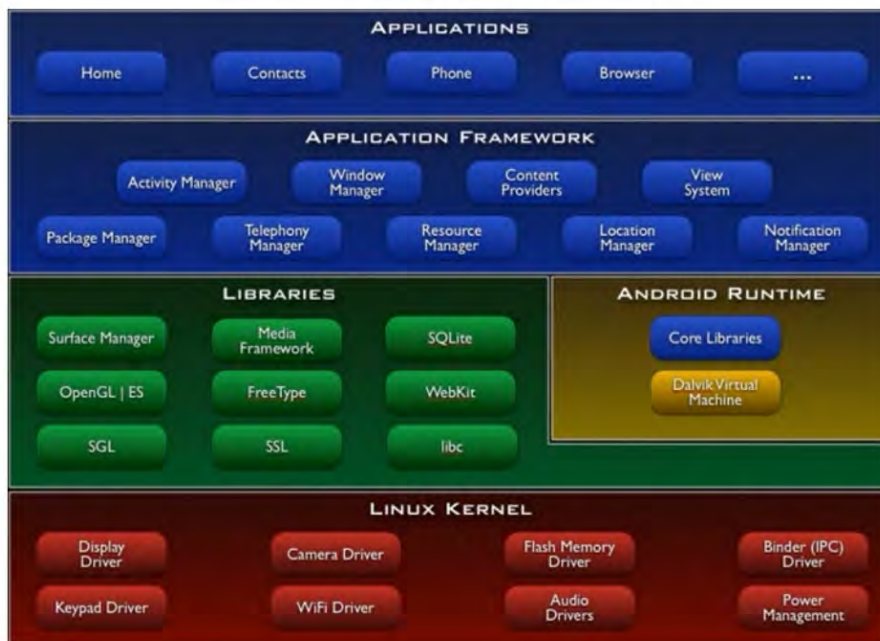 APPLICATIONS
Home
Contacts
Phone
Browser
...
APPLICATION FRAMEWORK
Activity Manager
Window
Manager
Content
Providers
View
System
Package Manager
Telephony
Manager
Resource
Manager
Location
Manager
Notification
Manager
LIBRARIES
Surface Manager
Media
Framework
SQLite
OpenGL | ES
FreeType
WebKit
SGL
SSL
libc
ANDROID RUNTIME
Core Libraries
Dalvik Virtual
Machine
LINUX KERNEL
Display
Driver
Camera Driver
Flash Memory
Driver
Binder (IPC)
Driver
Keypad Driver
WiFi Driver
Audio
Drivers
Power
Management